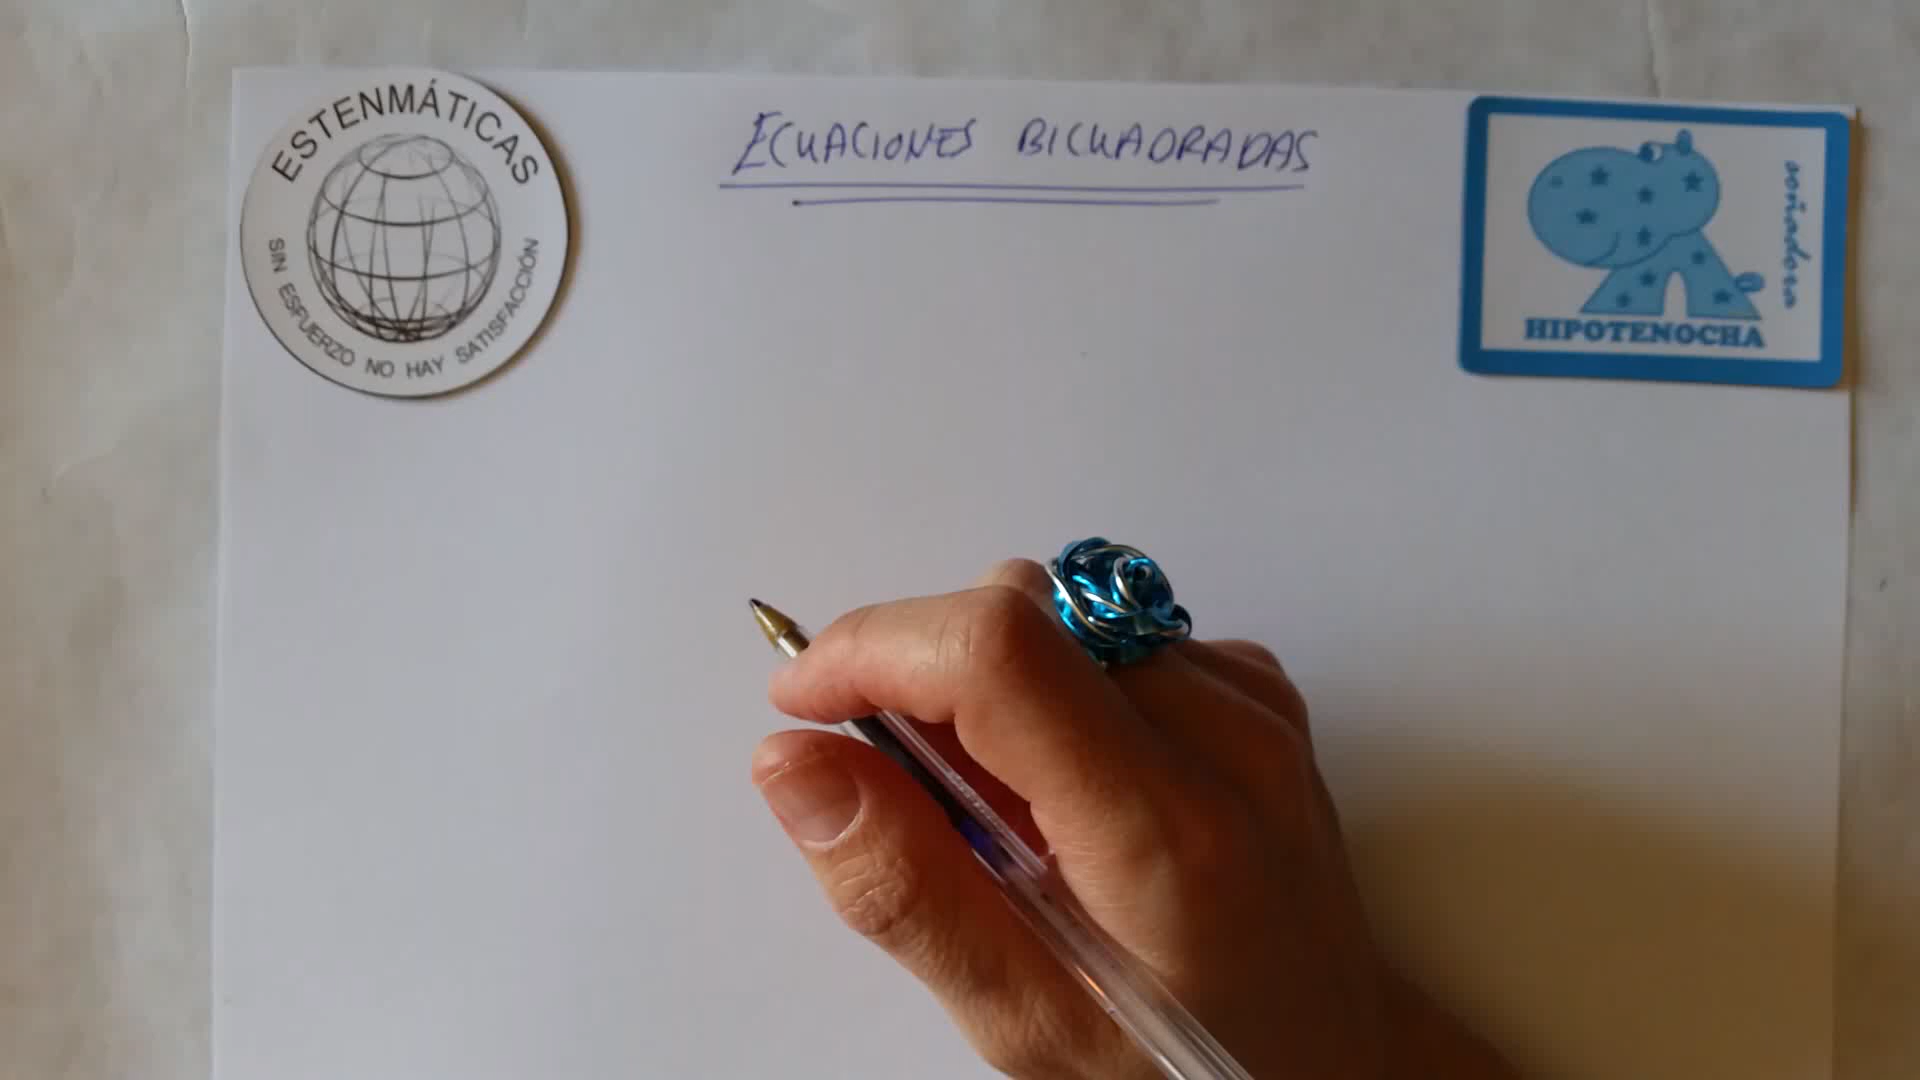 ESTENMÁTICAS
SIN ESFUERZO NO HAY SATISFACCIÓN
ECUACIONES BICUADRADAS
soñadora
HIPOTENOCHA